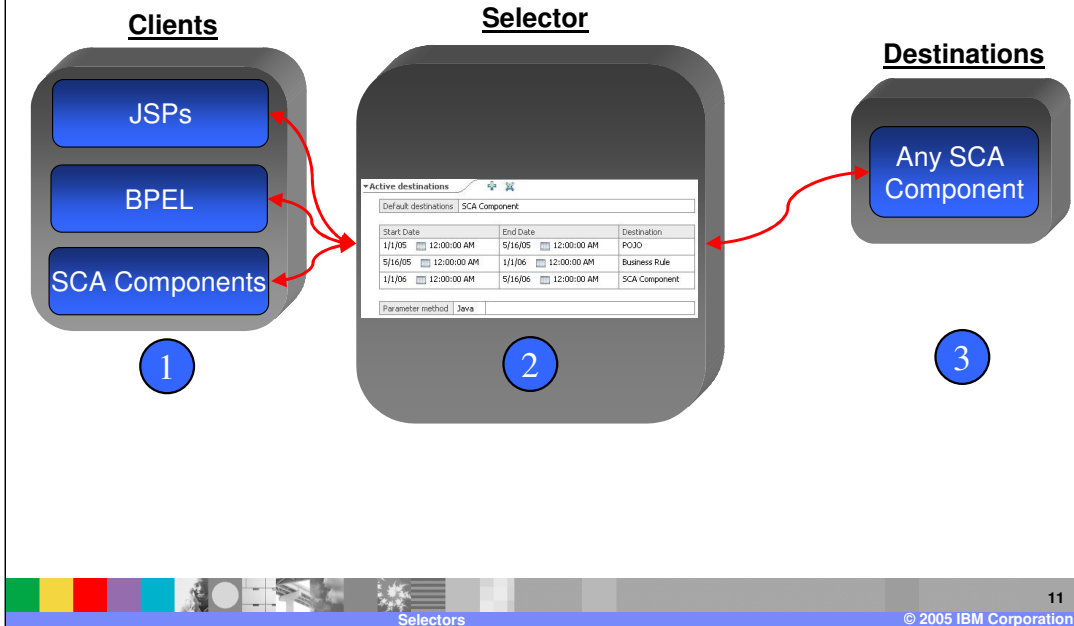 Clients
Selector
Destinations
JSPs
BPEL
SCA Components
Active destinations
Default destinations SCA Component
Start Date End Date Destination
1/1/05 12:00:00 AM 5/16/05 12:00:00 AM POJO
5/16/05 12:00:00 AM 1/1/06 12:00:00 AM Business Rule
1/1/06 12:00:00 AM 5/16/06 12:00:00 AM SCA Component
Parameter method Java
Any SCA
Component
1
2
3
11
Selectors
© 2005 IBM Corporation